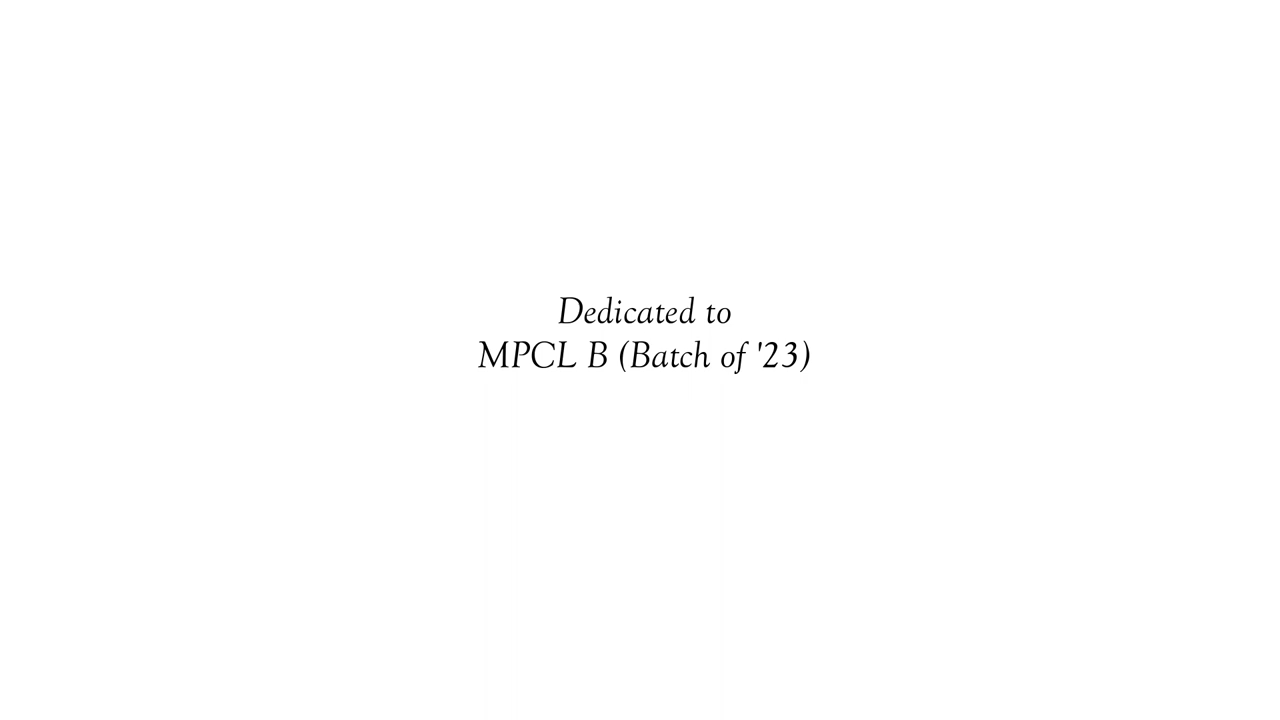 Dedicated to
MPCL B (Batch of '23)